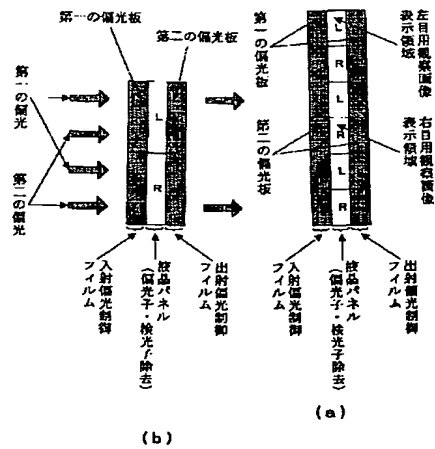 第一の偏光板
第二の偏光板
第一の偏光
第二の偏光
L
R
入射偏光制御
フィルム
液晶パネル
(偏光子・検光子除去)
出射偏光制御
フィルム
(b)
第一の偏光板
第二の偏光板
左目用観察画像
表示領域
右目用観察画像
表示領域
L
R
L
R
L
R
入射偏光制御
フィルム
液晶パネル
(偏光子・検光子除去)
出射偏光制御
フィルム
(a)